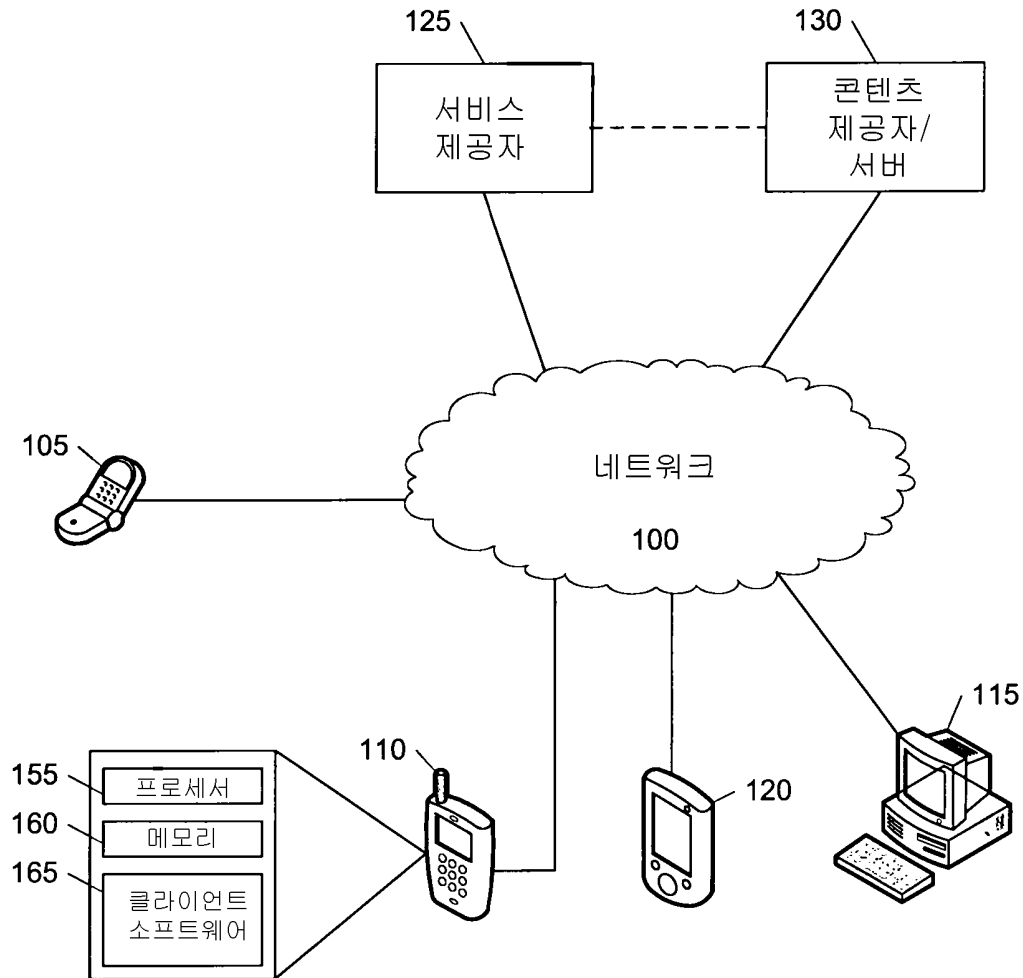 125
130
서비스
제공자
콘텐츠
제공자/
서버
105
네트워크
100
115
110
120
155
프로세서
160
메모리
165
클라이언트
소프트웨어